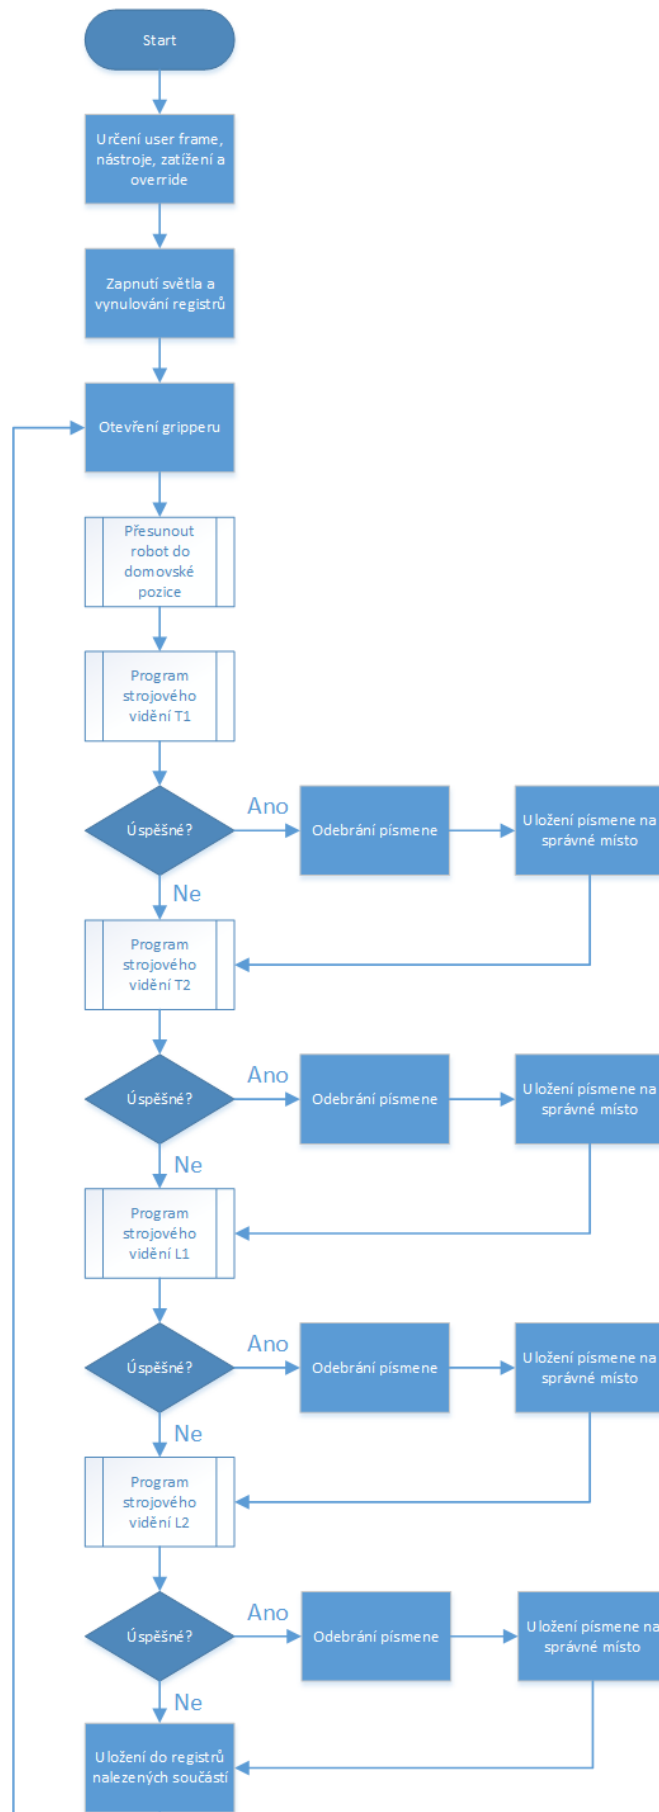 Start
Určení user frame,
nástroje, zatížení a
override
Zapnutí světla a
vynulování registrů
Otevření gripperu
Přesunout
robot do
domovské
pozice
Program
strojového
vidění T1
Úspěšné?
Ano
Odebrání písmene
Uložení písmene na
správné místo
Ne
Program
strojového
vidění T2
Úspěšné?
Ano
Odebrání písmene
Uložení písmene na
správné místo
Ne
Program
strojového
vidění L1
Úspěšné?
Ano
Odebrání písmene
Uložení písmene na
správné místo
Ne
Program
strojového
vidění L2
Úspěšné?
Ano
Odebrání písmene
Uložení písmene na
správné místo
Ne
Uložení do registrů
nalezených součástí